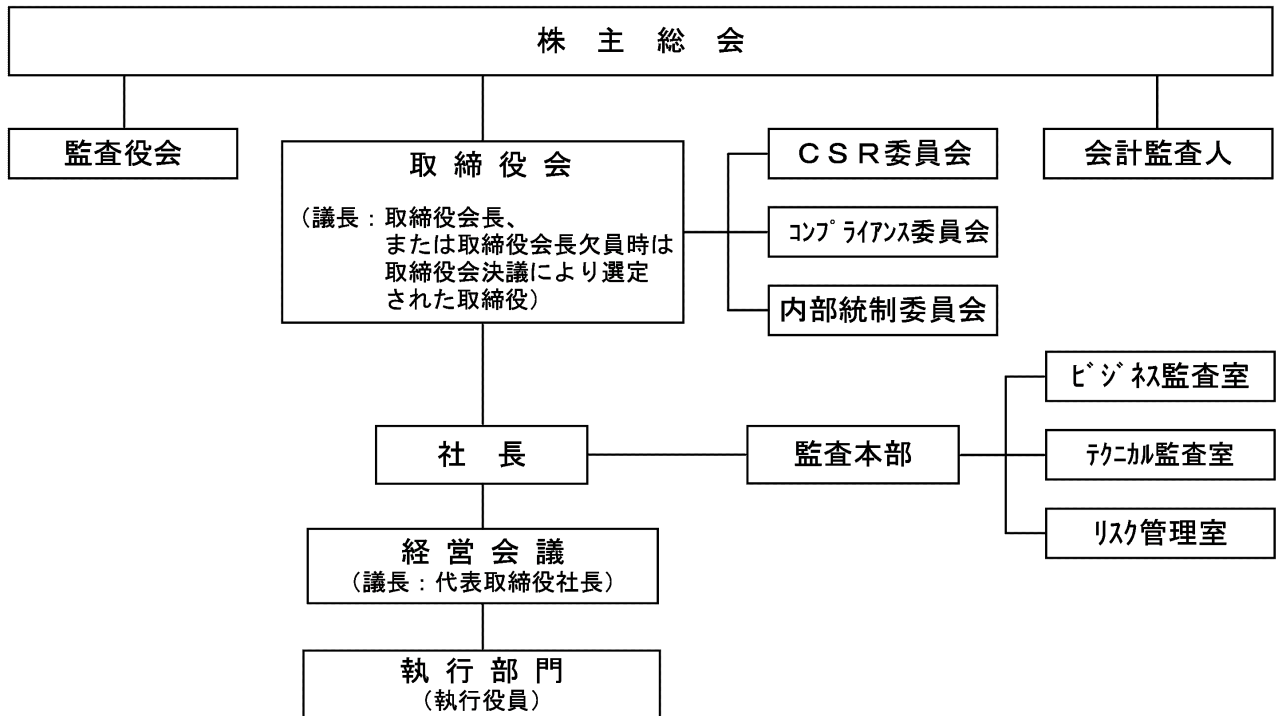 株 主 総 会
監査役会
取 締 役 会
(議長：取締役会長、
または取締役会長欠員時は
取締役会決議により選定
された取締役)
ＣＳＲ委員会
ｺﾝﾌﾟﾗｲｱﾝｽ委員会
内部統制委員会
会計監査人
社 長
監査本部
ﾋﾞｼﾞﾈｽ監査室
ﾃｸﾆｶﾙ監査室
ﾘｽｸ管理室
経 営 会 議
(議長：代表取締役社長)
執 行 部 門
(執行役員)